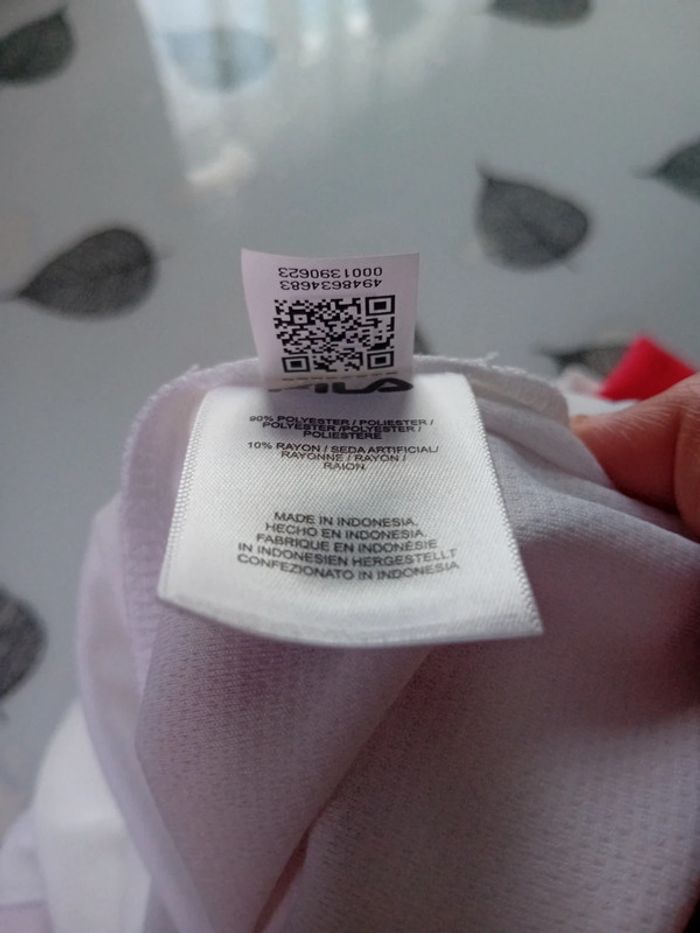 4948634683
0001390623
FILA
90% POLYESTER / POLIESTER /
POLYESTER /POLYESTER /
POLIESTERE
10% RAYON / SEDA ARTIFICIAL/
RAYONNE / RAYON /
RAION
MADE IN INDONESIA,
HECHO EN INDONESIA,
FABRIQUE EN INDONÉSIE
IN INDONESIEN HERGESTELLT
CONFEZIONATO IN INDONESIA